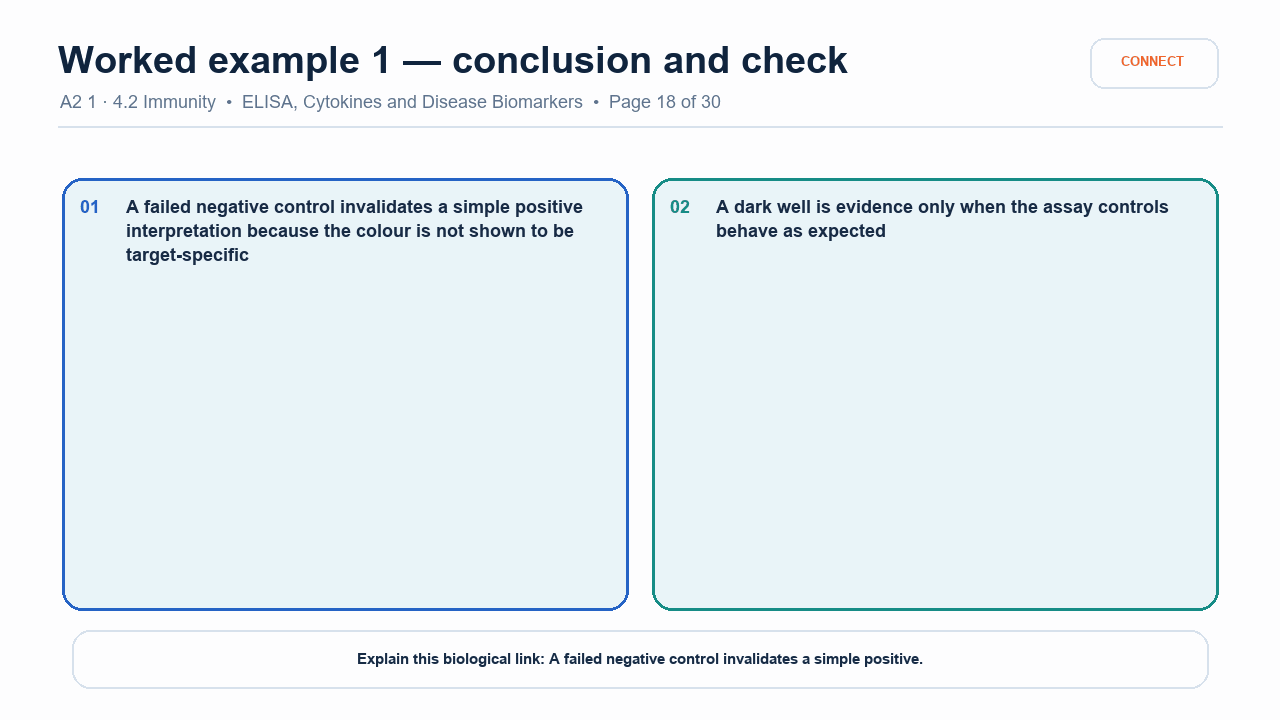 Worked example 1 — conclusion and check
CONNECT
A2 1 · 4.2 Immunity • ELISA, Cytokines and Disease Biomarkers • Page 18 of 30
01 A failed negative control invalidates a simple positive
interpretation because the colour is not shown to be
target-specific
02 A dark well is evidence only when the assay controls
behave as expected
Explain this biological link: A failed negative control invalidates a simple positive.